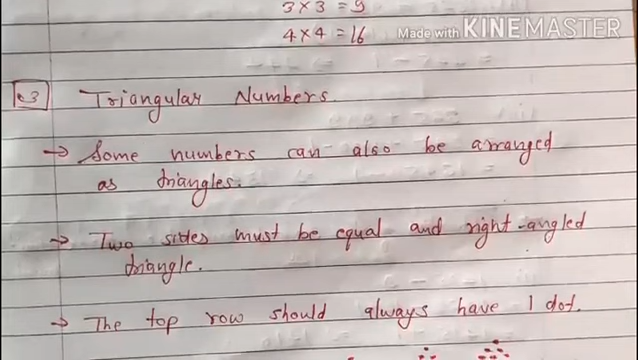 3 × 3 = 9
4 × 4 = 16
Made with KINEMASTER
Q3 Triangular Numbers.
→ Some numbers can also be arranged
as triangles.
→ Two sides must be equal and right-angled
triangle.
→ The top row should always have 1 dot.